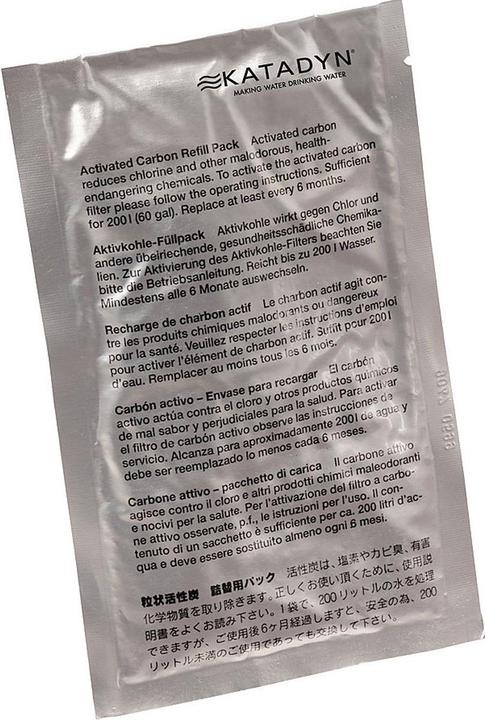 KATADYN®
MAKING WATER DRINKING WATER
Activated Carbon Refill Pack Activated carbon
reduces chlorine and other malodorous, health-
endangering chemicals. To activate the activated carbon
filter please follow the operating instructions. Sufficient
for 200 l (60 gal). Replace at least every 6 months.
Aktivkohle-Füllpack Aktivkohle wirkt gegen Chlor und
andere übelriechende, gesundheitsschädliche Chemika-
lien. Zur Aktivierung des Aktivkohle-Filters beachten Sie
bitte die Betriebsanleitung. Reicht bis zu 200 l Wasser.
Mindestens alle 6 Monate auswechseln.
Recharge de charbon actif Le charbon actif agit con-
tre les produits chimiques malodorants ou dangereux
pour la santé. Veuillez respecter les instructions d'emploi
pour activer l'élément de charbon actif. Suffit pour 200 l
d'eau. Remplacer au moins tous les 6 mois.
Carbón activo – Envase para recargar El carbón
activo actúa contra el cloro y otros productos químicos
de mal sabor y perjudiciales para la salud. Para activar
el filtro de carbón activo observe las instrucciones de
servicio. Alcanza para aproximadamente 200 l de agua y
debe ser reemplazado lo menos cada 6 meses.
Carbone attivo – pacchetto di carica Il carbone attivo
agisce contro il cloro e altri prodotti chimici maleodoranti
e nocivi per la salute. Per l'attivazione del filtro a carbo-
ne attivo osservate, p.f., le istruzioni per l'uso. Il con-
tenuto di un sacchetto è sufficiente per ca. 200 litri d'ac-
qua e deve essere sostituito almeno ogni 6 mesi.
粒状活性炭 詰替用パック 活性炭は、塩素やカビ臭、有害
化学物質を取り除きます。正しくお使い頂くために、使用説
明書をよくお読み下さい。1袋で、200リットルの水を処理
できますが、ご使用後6ヶ月経過しますと、安全の為、200
リットル未満のご使用であっても交換して下さい。